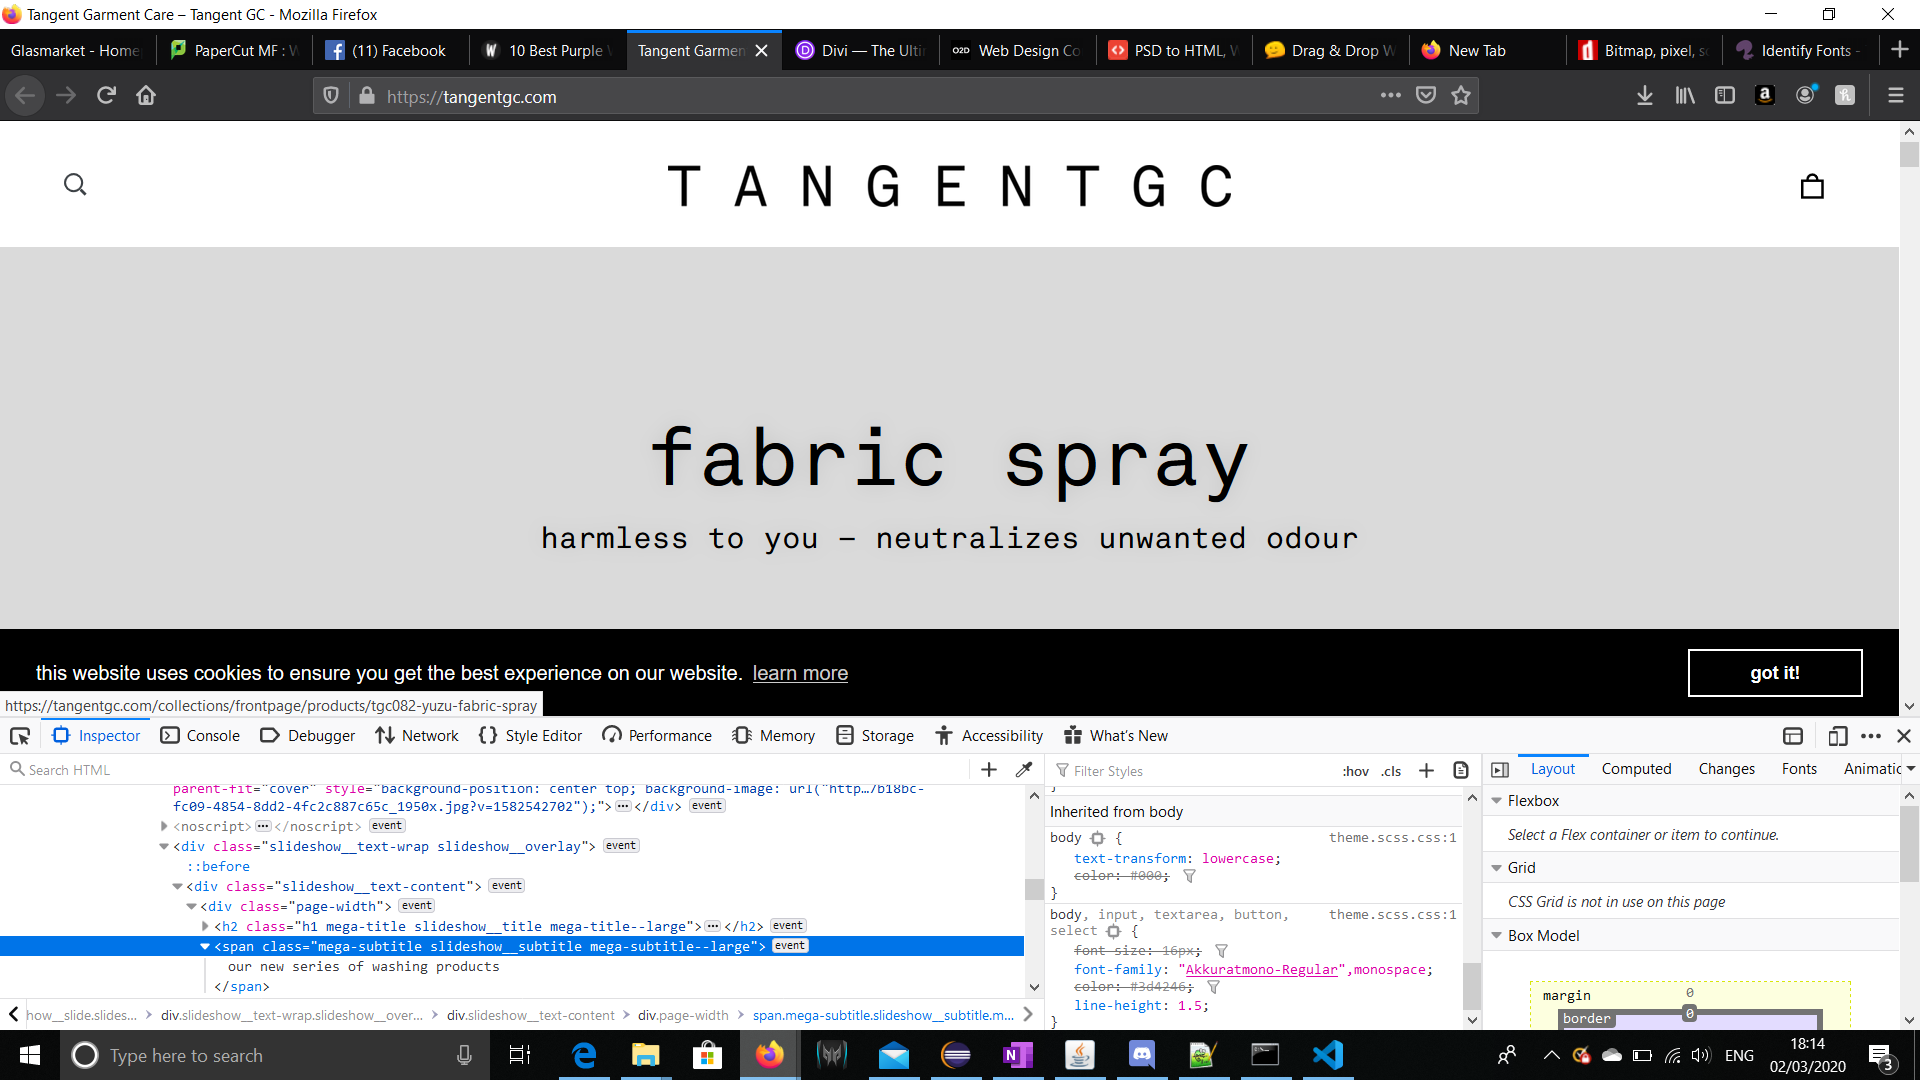 Tangent Garment Care – Tangent GC - Mozilla Firefox
Glasmarket - Home
PaperCut MF :
(11) Facebook
10 Best Purple
Tangent Garmen
Divi — The Ulti
Web Design Co
PSD to HTML,
Drag & Drop W
New Tab
Bitmap, pixel, s
Identify Fonts -
https://tangentgc.com
TANGENTGC
fabric spray
harmless to you – neutralizes unwanted odour
this website uses cookies to ensure you get the best experience on our website. learn more
got it!
https://tangentgc.com/collections/frontpage/products/tgc082-yuzu-fabric-spray
Inspector
Console
Debugger
Network
Style Editor
Performance
Memory
Storage
Accessibility
What's New
Search HTML
parent-fit="cover" style="background-position: center top; background-image: url("http…/b18bc-
fc09-4854-8dd2-4fc2c887c65c_1950x.jpg?v=1582542702");"> ••• </div> event
<noscript> ••• </noscript> event
<div class="slideshow__text-wrap slideshow__overlay"> event
::before
<div class="slideshow__text-content"> event
<div class="page-width"> event
<h2 class="h1 mega-title slideshow__title mega-title--large"> ••• </h2> event
<span class="mega-subtitle slideshow__subtitle mega-subtitle--large"> event
our new series of washing products
</span>
how__slide.slides…
div.slideshow__text-wrap.slideshow__over…
div.slideshow__text-content
div.page-width
span.mega-subtitle.slideshow__subtitle.m…
Filter Styles
:hov .cls
}
Inherited from body
body { theme.scss.css:1
text-transform: lowercase;
color: #000;
}
body, input, textarea, button, theme.scss.css:1
select {
font-size: 16px;
font-family: "Akkuratmono-Regular",monospace;
color: #3d4246;
line-height: 1.5;
}
Layout
Computed
Changes
Fonts
Animatic
Flexbox
Select a Flex container or item to continue.
Grid
CSS Grid is not in use on this page
Box Model
margin 0
border 0
Type here to search
ENG
18:14
02/03/2020
3